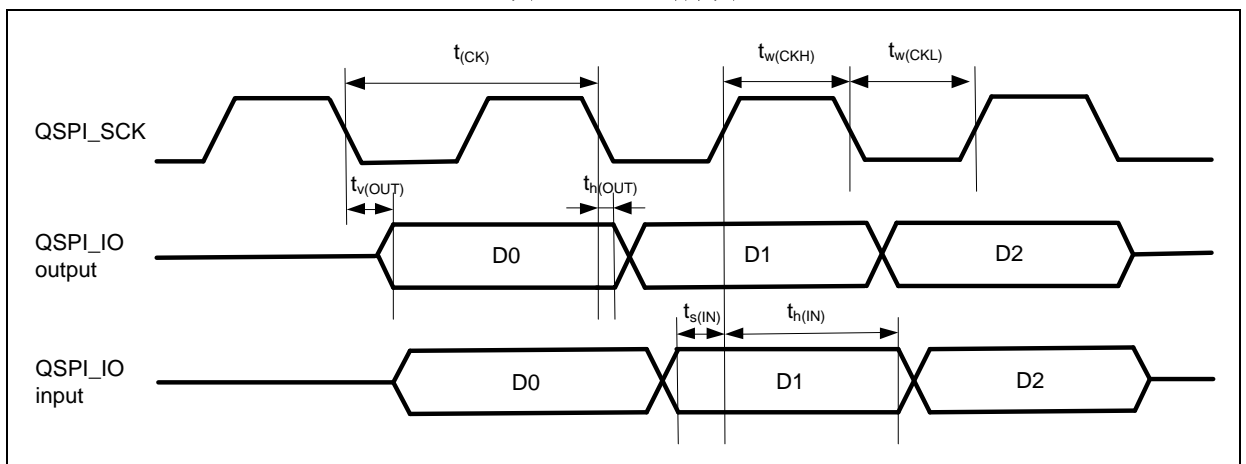 t(CK)
tw(CKH)
tw(CKL)
QSPI_SCK
tv(OUT)
th(OUT)
QSPI_IO
output
D0
D1
D2
ts(IN)
th(IN)
QSPI_IO
input
D0
D1
D2